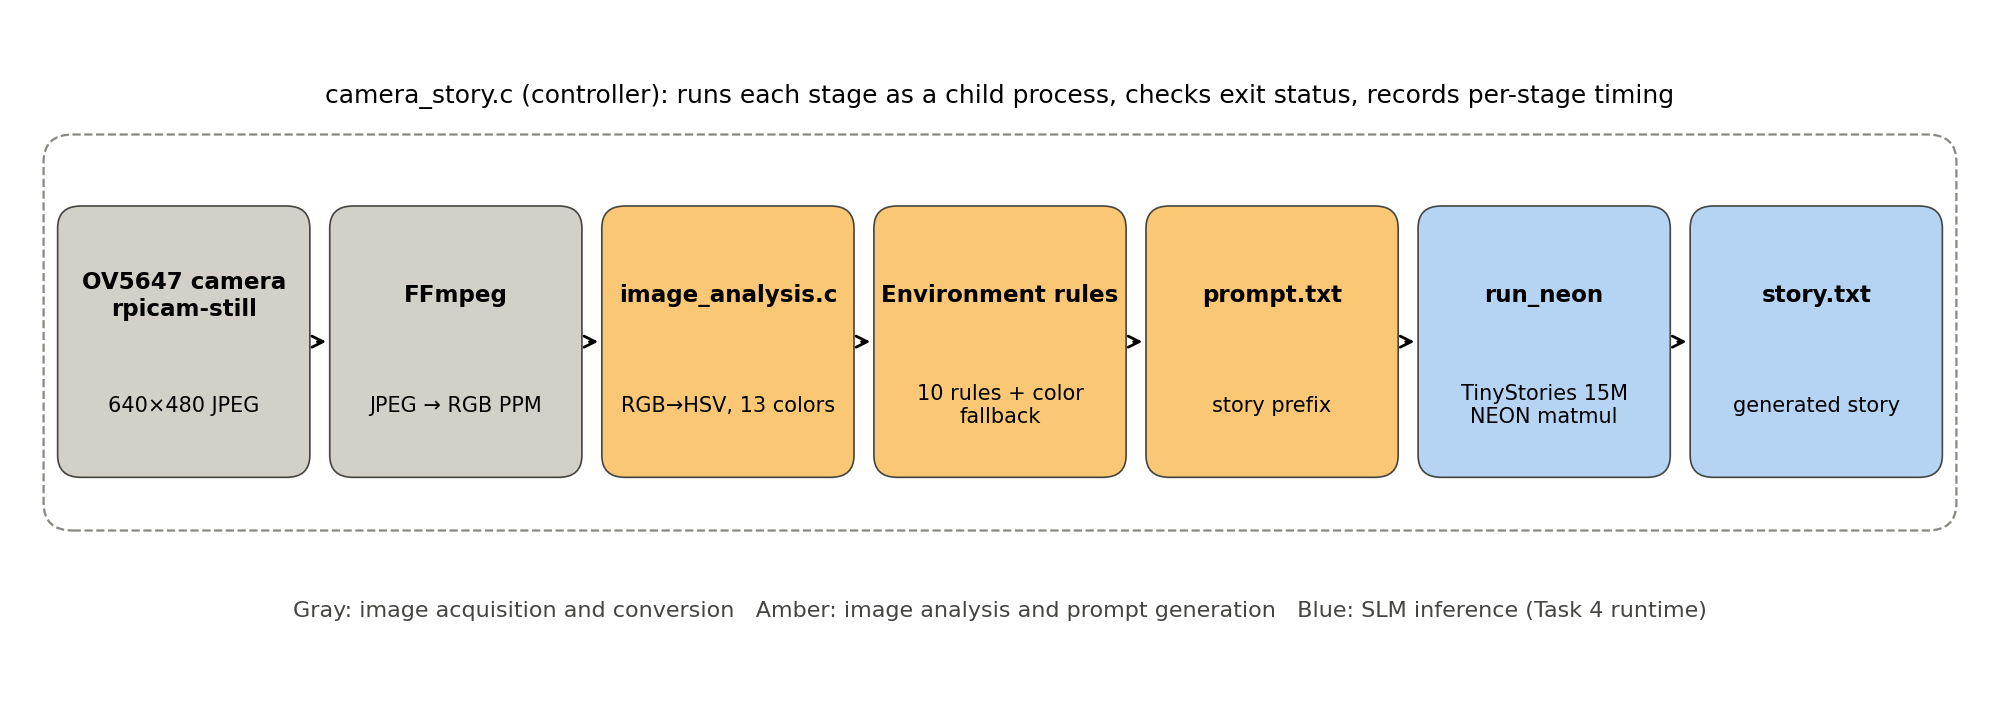 camera_story.c (controller): runs each stage as a child process, checks exit status, records per-stage timing
OV5647 camera
rpicam-still
640×480 JPEG
FFmpeg
JPEG → RGB PPM
image_analysis.c
RGB→HSV, 13 colors
Environment rules
10 rules + color
fallback
prompt.txt
story prefix
run_neon
TinyStories 15M
NEON matmul
story.txt
generated story
Gray: image acquisition and conversion   Amber: image analysis and prompt generation   Blue: SLM inference (Task 4 runtime)